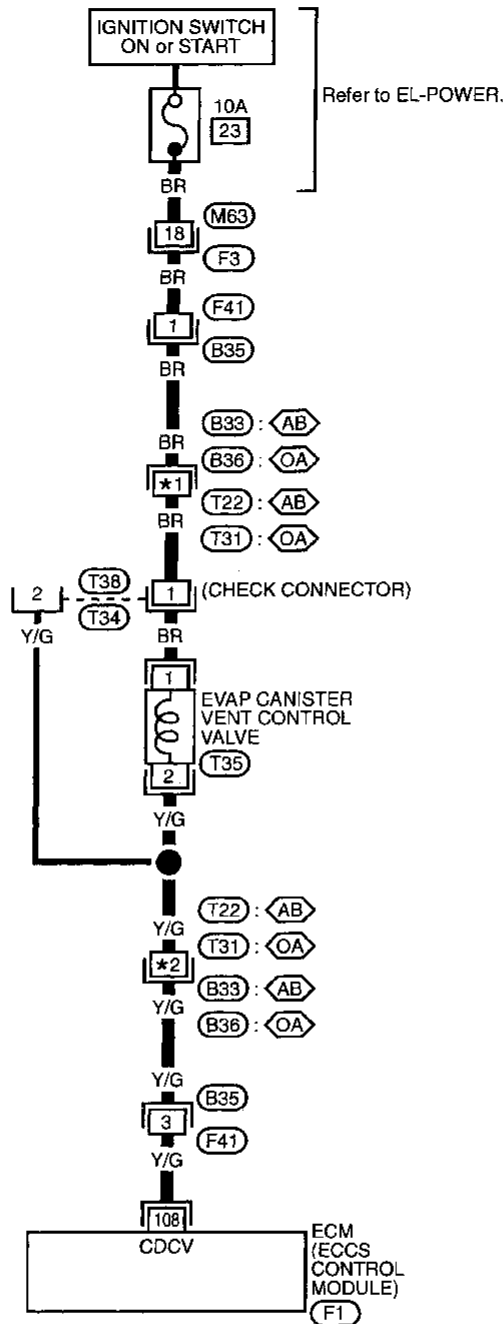 IGNITION SWITCH
ON or START
Refer to EL-POWER.
10A
23
BR
M63
18
F3
BR
F41
1
B35
BR
BR
B33 : AB
B36 : OA
*1
T22 : AB
BR
T31 : OA
2
T38
1
(CHECK CONNECTOR)
T34
Y/G
BR
1
EVAP CANISTER
VENT CONTROL
VALVE
T35
2
Y/G
Y/G
T22 : AB
T31 : OA
*2
B33 : AB
Y/G
B36 : OA
Y/G
B35
3
F41
Y/G
108
CDCV
ECM
(ECCS
CONTROL
MODULE)
F1